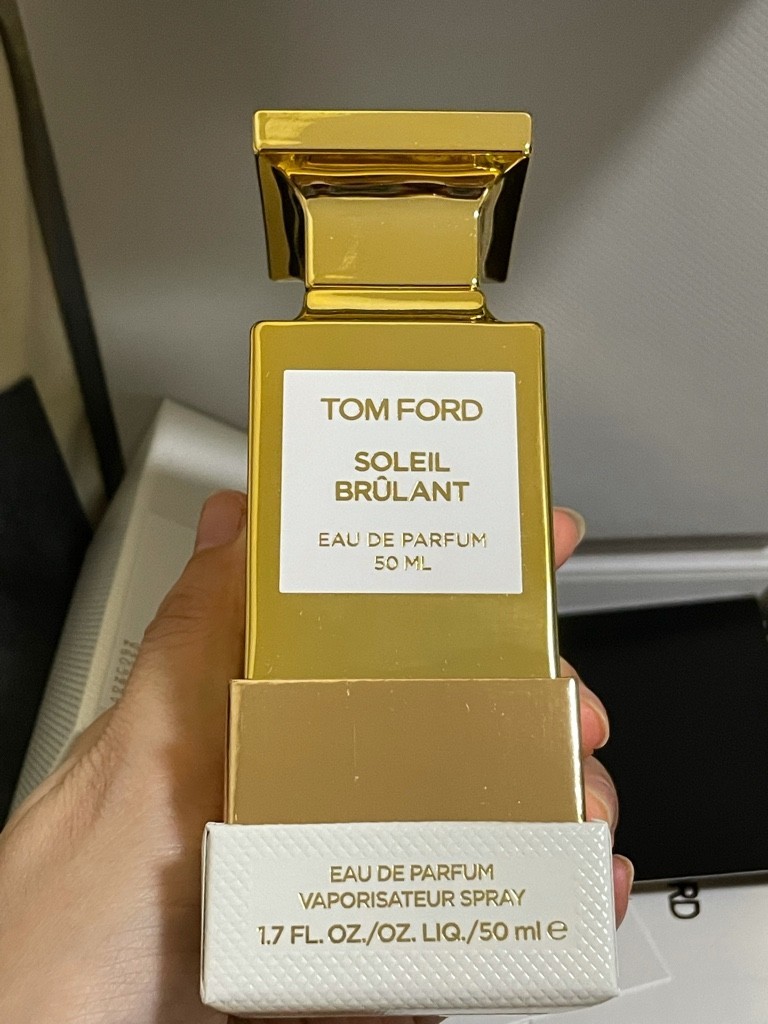 TOM FORD
SOLEIL
BRÛLANT
EAU DE PARFUM
50 ML
EAU DE PARFUM
VAPORISATEUR SPRAY
1.7 FL. OZ./OZ. LIQ./50 ml ℮
RD